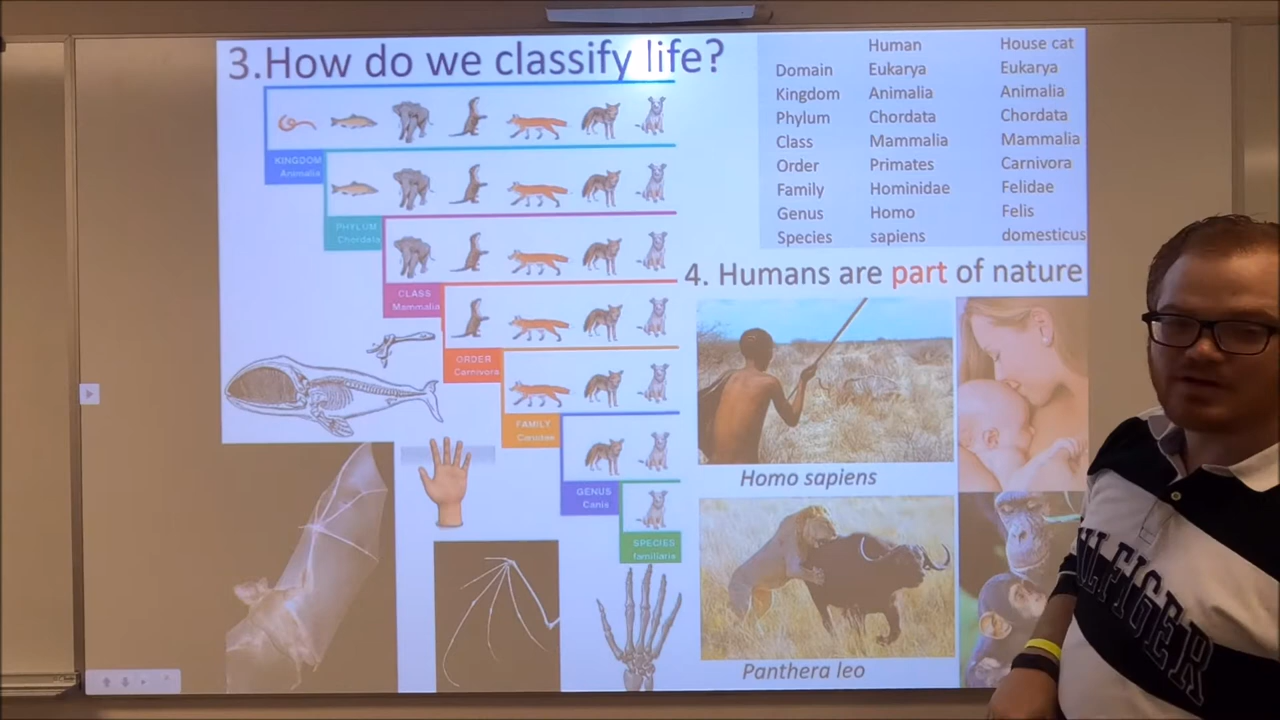 3.How do we classify life?
KINGDOM
Animalia
PHYLUM
Chordata
CLASS
Mammalia
ORDER
Carnivora
FAMILY
Canidae
GENUS
Canis
SPECIES
familiaris
Human House cat
Domain Eukarya Eukarya
Kingdom Animalia Animalia
Phylum Chordata Chordata
Class Mammalia Mammalia
Order Primates Carnivora
Family Hominidae Felidae
Genus Homo Felis
Species sapiens domesticus
4. Humans are part of nature
Homo sapiens
Panthera leo